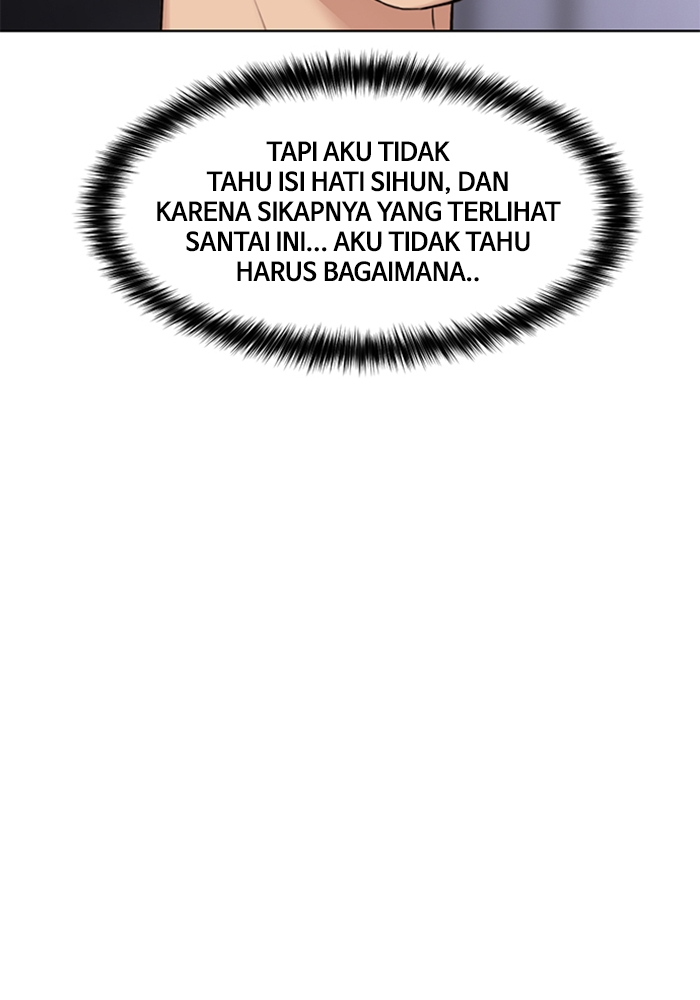 TAPI AKU TIDAK
TAHU ISI HATI SIHUN, DAN
KARENA SIKAPNYA YANG TERLIHAT
SANTAI INI... AKU TIDAK TAHU
HARUS BAGAIMANA..